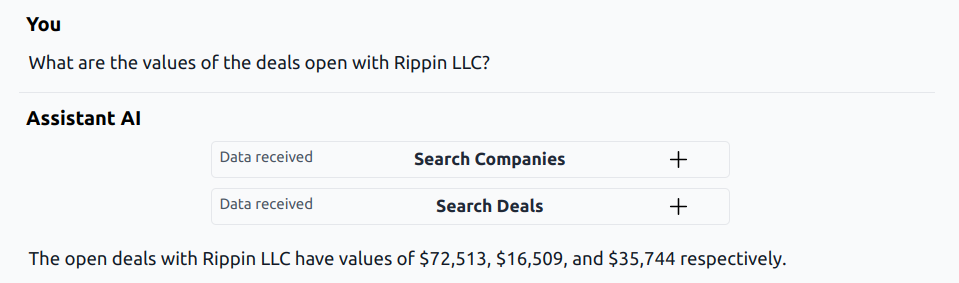 You
What are the values of the deals open with Rippin LLC?
Assistant AI
Data received Search Companies +
Data received Search Deals +
The open deals with Rippin LLC have values of $72,513, $16,509, and $35,744 respectively.